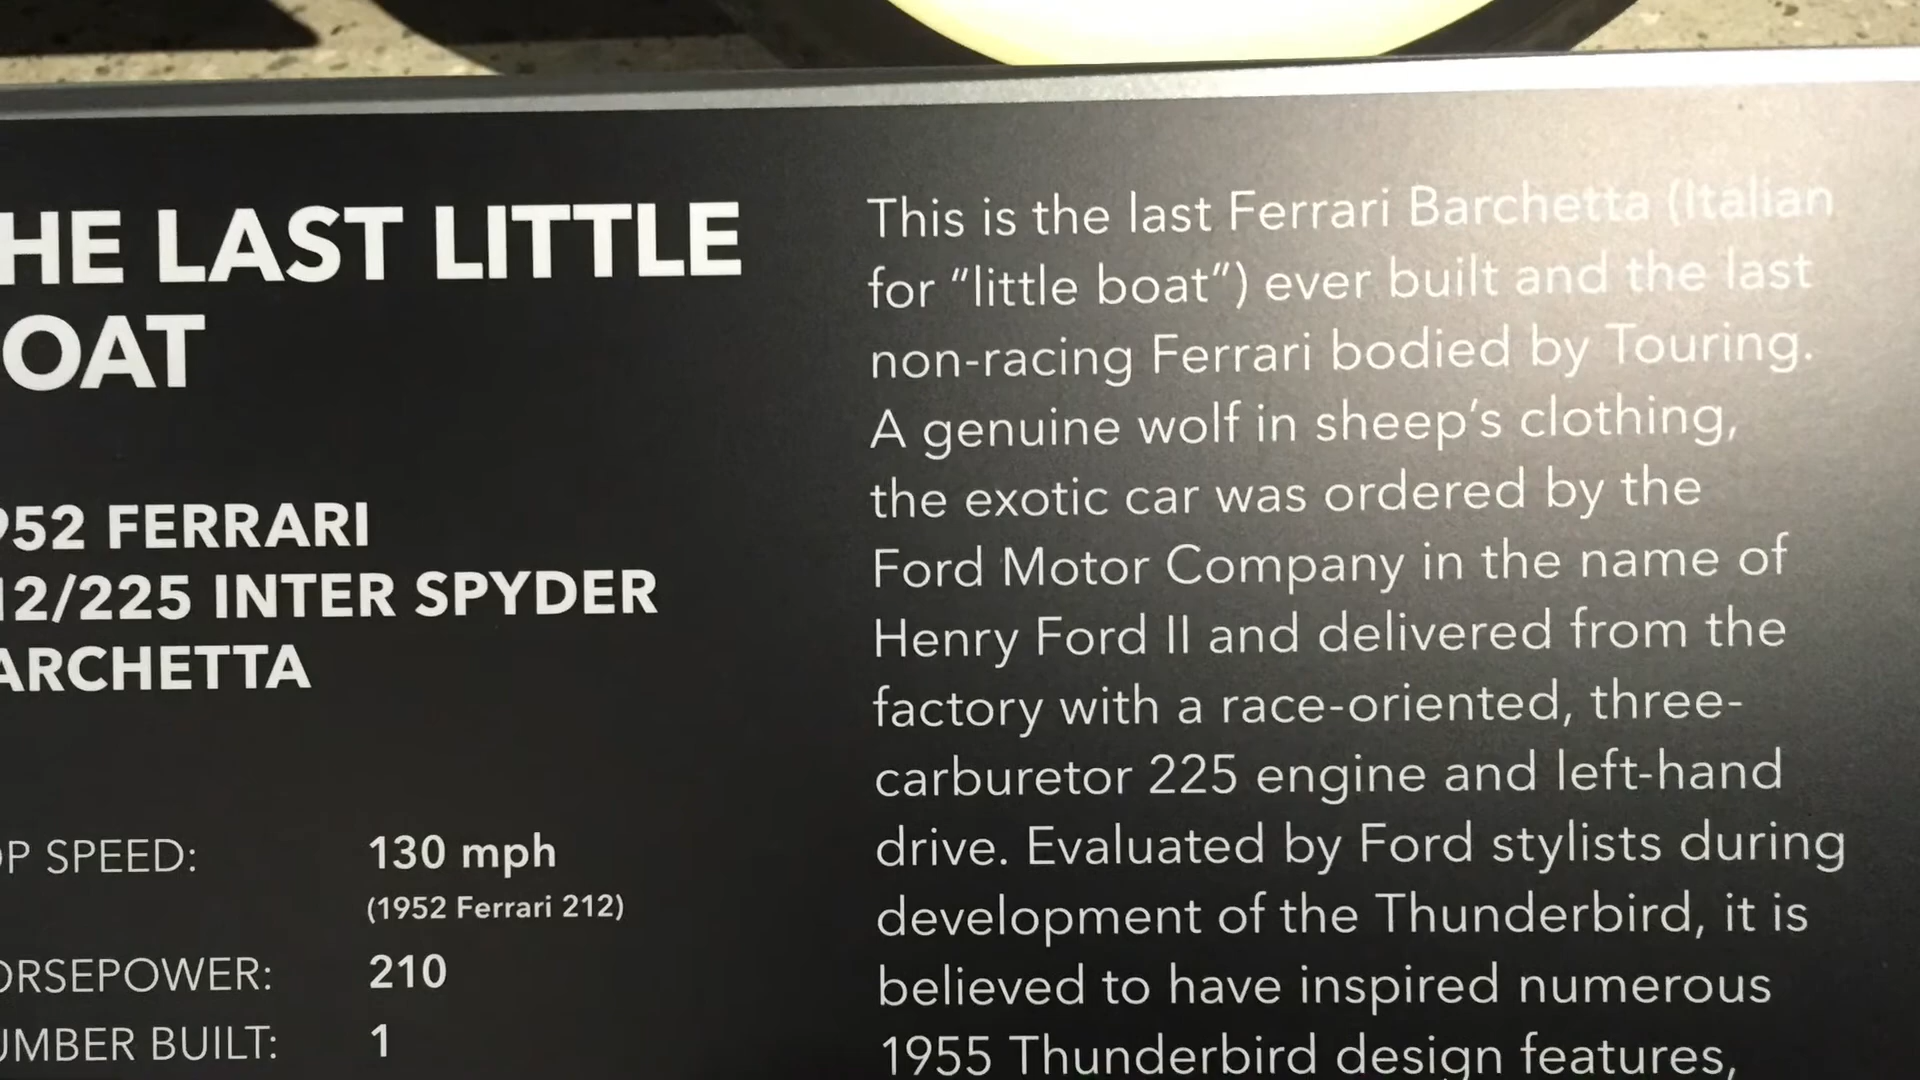 HE LAST LITTLE
OAT
952 FERRARI
12/225 INTER SPYDER
ARCHETTA
OP SPEED: 130 mph
(1952 Ferrari 212)
ORSEPOWER: 210
UMBER BUILT: 1
This is the last Ferrari Barchetta (Italian
for “little boat”) ever built and the last
non-racing Ferrari bodied by Touring.
A genuine wolf in sheep’s clothing,
the exotic car was ordered by the
Ford Motor Company in the name of
Henry Ford II and delivered from the
factory with a race-oriented, three-
carburetor 225 engine and left-hand
drive. Evaluated by Ford stylists during
development of the Thunderbird, it is
believed to have inspired numerous
1955 Thunderbird design features,